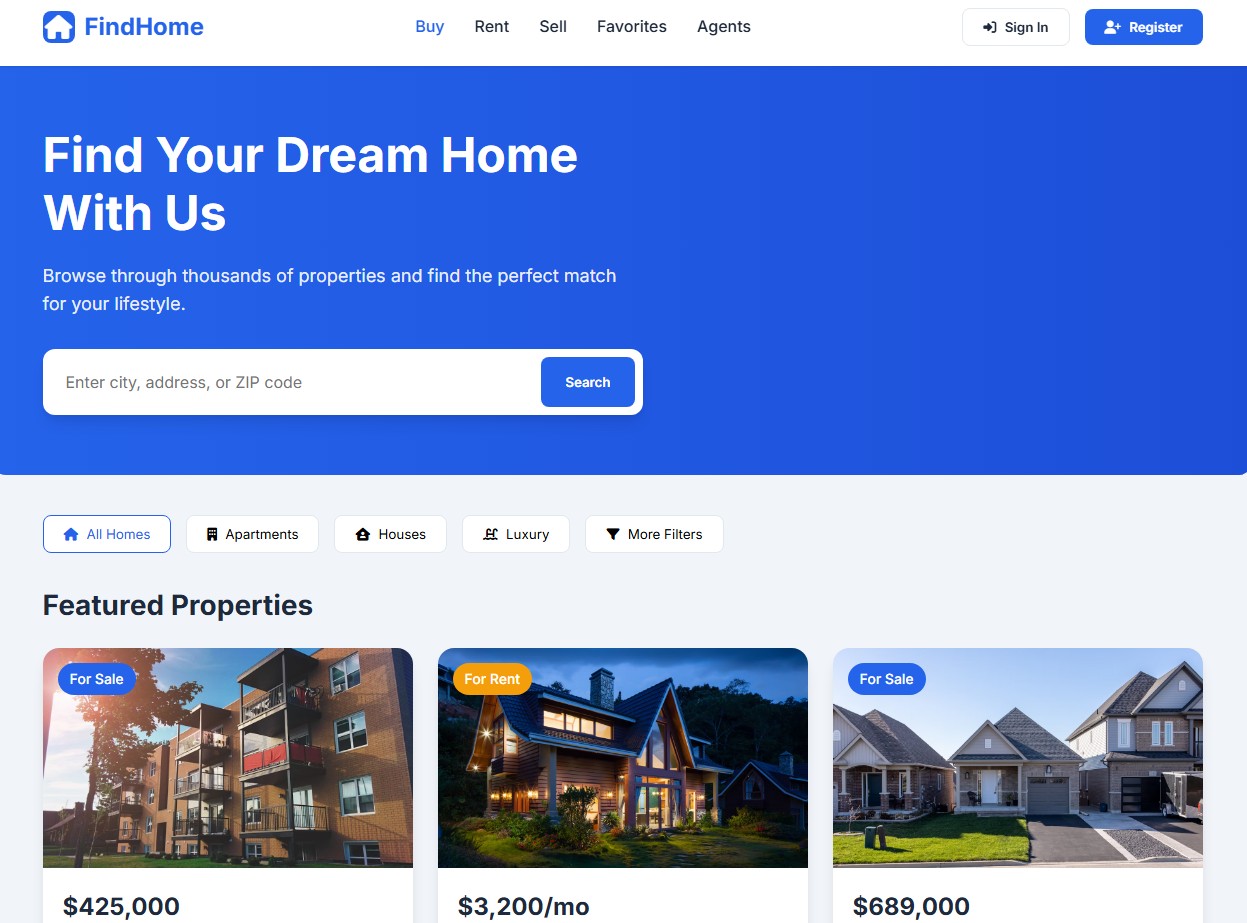 FindHome
Buy
Rent
Sell
Favorites
Agents
Sign In
Register
Find Your Dream Home
With Us
Browse through thousands of properties and find the perfect match
for your lifestyle.
Enter city, address, or ZIP code
Search
All Homes
Apartments
Houses
Luxury
More Filters
Featured Properties
For Sale
For Rent
For Sale
$425,000
$3,200/mo
$689,000